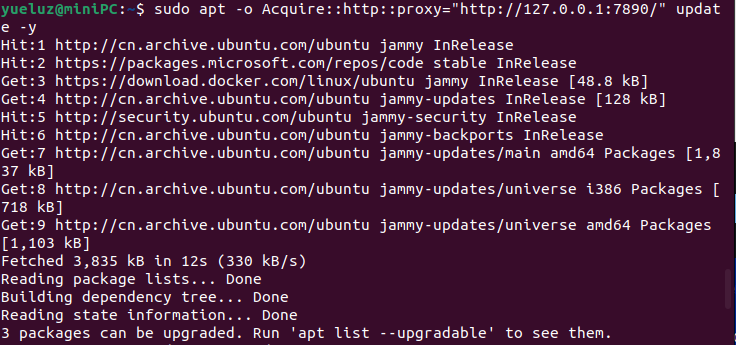 yueluz@miniPC:~$ sudo apt -o Acquire::http::proxy="http://127.0.0.1:7890/" updat
e -y
Hit:1 http://cn.archive.ubuntu.com/ubuntu jammy InRelease
Hit:2 https://packages.microsoft.com/repos/code stable InRelease
Get:3 https://download.docker.com/linux/ubuntu jammy InRelease [48.8 kB]
Get:4 http://cn.archive.ubuntu.com/ubuntu jammy-updates InRelease [128 kB]
Hit:5 http://security.ubuntu.com/ubuntu jammy-security InRelease
Hit:6 http://cn.archive.ubuntu.com/ubuntu jammy-backports InRelease
Get:7 http://cn.archive.ubuntu.com/ubuntu jammy-updates/main amd64 Packages [1,8
37 kB]
Get:8 http://cn.archive.ubuntu.com/ubuntu jammy-updates/universe i386 Packages [
718 kB]
Get:9 http://cn.archive.ubuntu.com/ubuntu jammy-updates/universe amd64 Packages
[1,103 kB]
Fetched 3,835 kB in 12s (330 kB/s)
Reading package lists... Done
Building dependency tree... Done
Reading state information... Done
3 packages can be upgraded. Run 'apt list --upgradable' to see them.